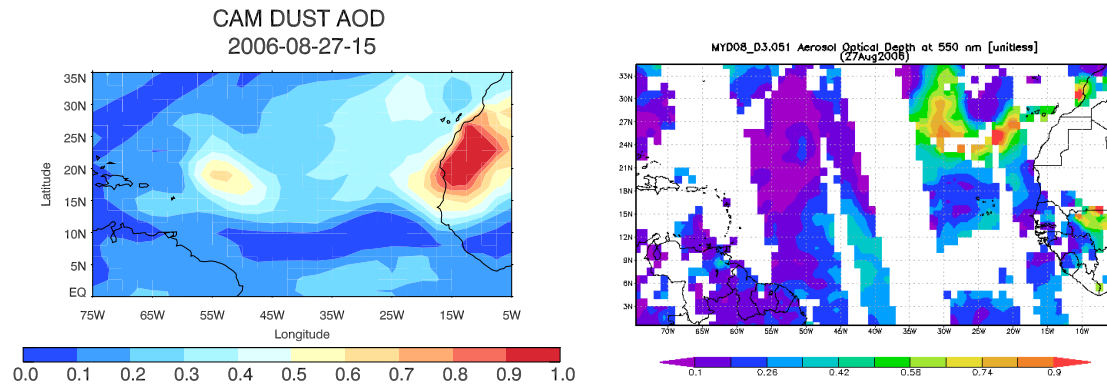 CAM DUST AOD
2006-08-27-15
35N
30N
25N
20N
15N
10N
5N
EQ
Latitude
75W 65W 55W 45W 35W 25W 15W 5W
Longitude
0.0 0.1 0.2 0.3 0.4 0.5 0.6 0.7 0.8 0.9 1.0
MYD08_D3.051 Aerosol Optical Depth at 550 nm [unitless]
(27Aug2006)
33N
30N
27N
24N
21N
18N
15N
12N
9N
6N
3N
70W 65W 60W 55W 50W 45W 40W 35W 30W 25W 20W 15W 10W
0.1 0.26 0.42 0.58 0.74 0.9